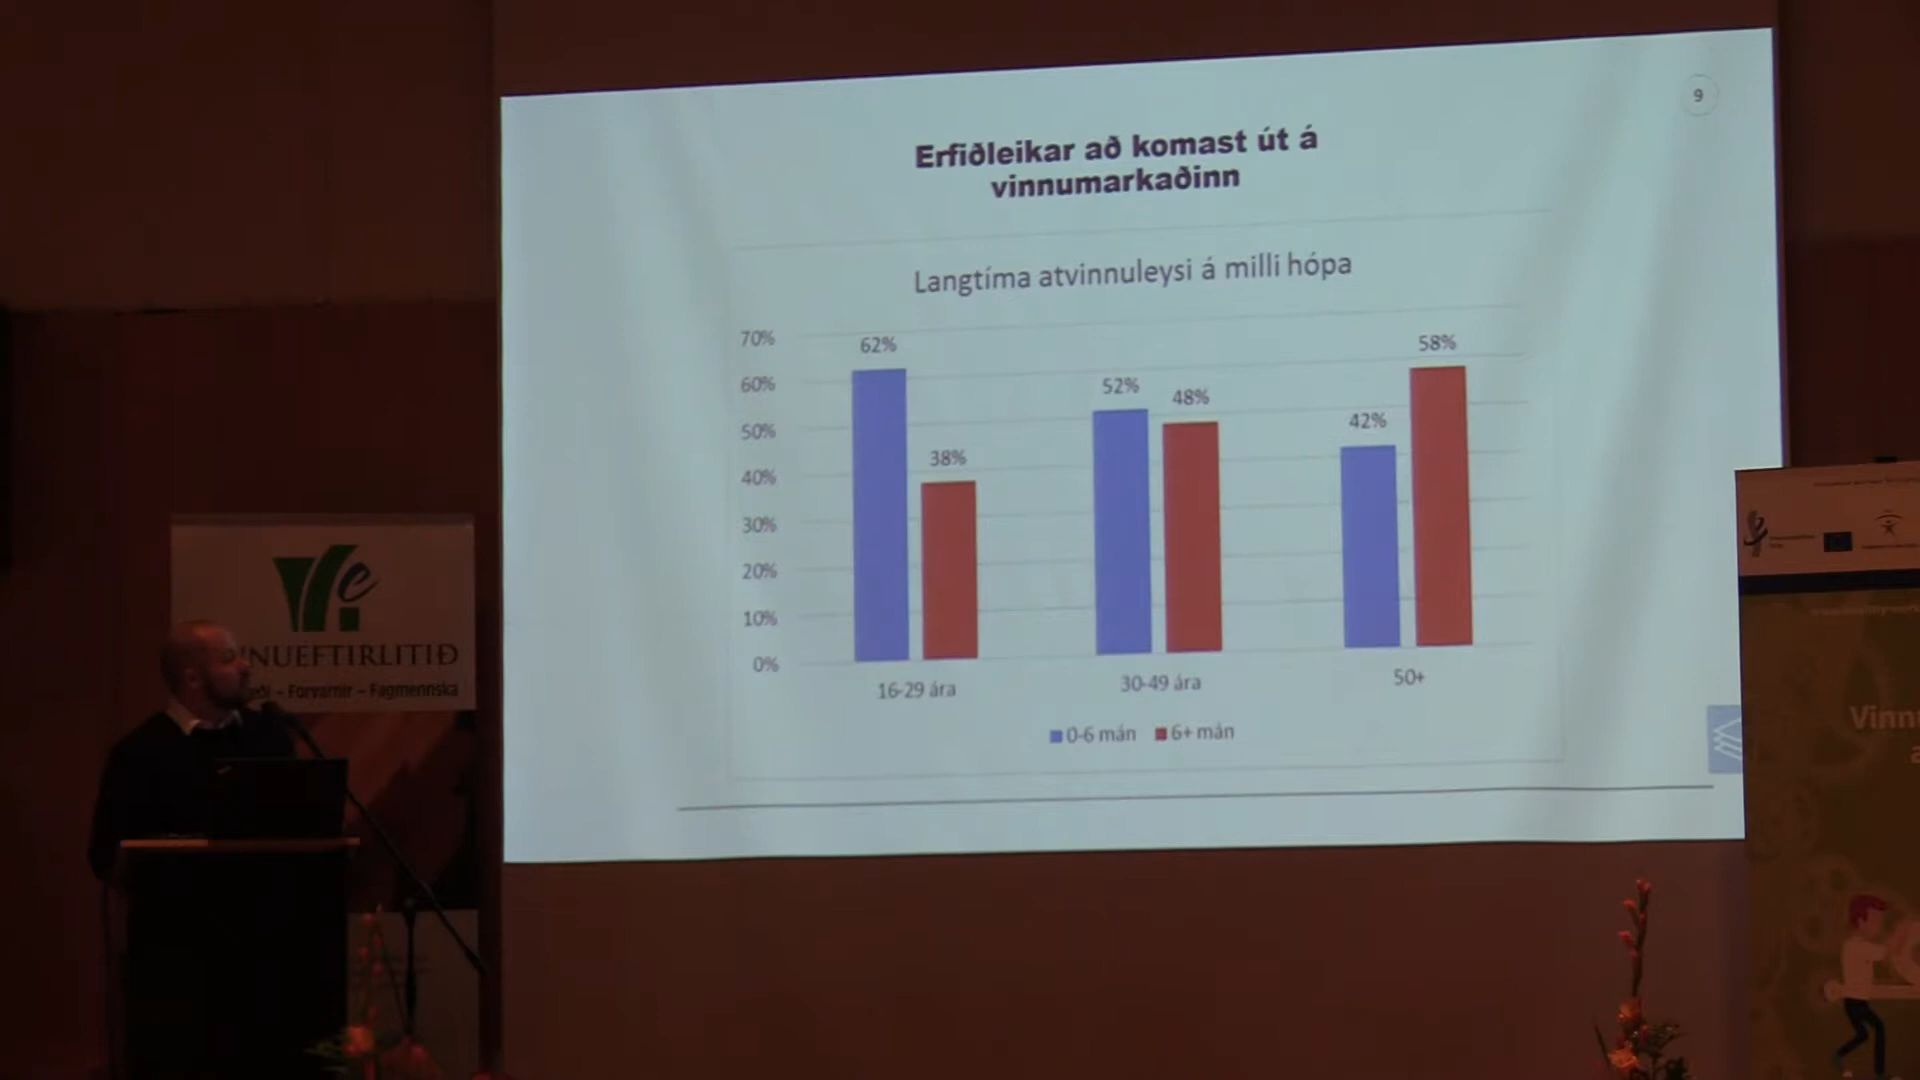 9
Erfiðleikar að komast út á
vinnumarkaðinn
Langtíma atvinnuleysi á milli hópa
70%
60%
50%
40%
30%
20%
10%
0%
62%
38%
52%
48%
42%
58%
16-29 ára
30-49 ára
50+
0-6 mán
6+ mán
NUEFTIRLITIÐ
– Forvarnir – Fagmennska
Vinn